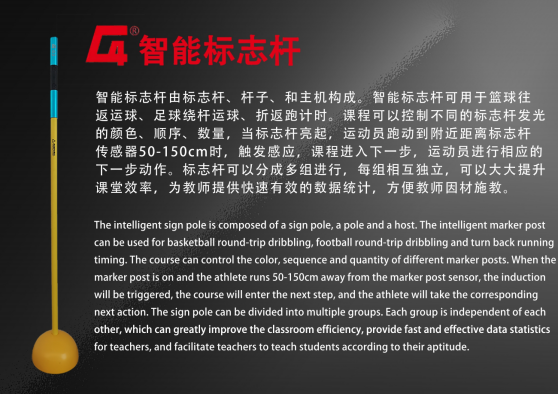 G4® 智能标志杆
智能标志杆由标志杆、杆子、和主机构成。智能标志杆可用于篮球往
返运球、足球绕杆运球、折返跑计时。课程可以控制不同的标志杆发光
的颜色、顺序、数量，当标志杆亮起，运动员跑动到附近距离标志杆
传感器50-150cm时，触发感应，课程进入下一步，运动员进行相应的
下一步动作。标志杆可以分成多组进行，每组相互独立，可以大大提升
课堂效率，为教师提供快速有效的数据统计，方便教师因材施教。
The intelligent sign pole is composed of a sign pole, a pole and a host. The intelligent marker post
can be used for basketball round-trip dribbling, football round-trip dribbling and turn back running
timing. The course can control the color, sequence and quantity of different marker posts. When the
marker post is on and the athlete runs 50-150cm away from the marker post sensor, the induction
will be triggered, the course will enter the next step, and the athlete will take the corresponding
next action. The sign pole can be divided into multiple groups. Each group is independent of each
other, which can greatly improve the classroom efficiency, provide fast and effective data statistics
for teachers, and facilitate teachers to teach students according to their aptitude.